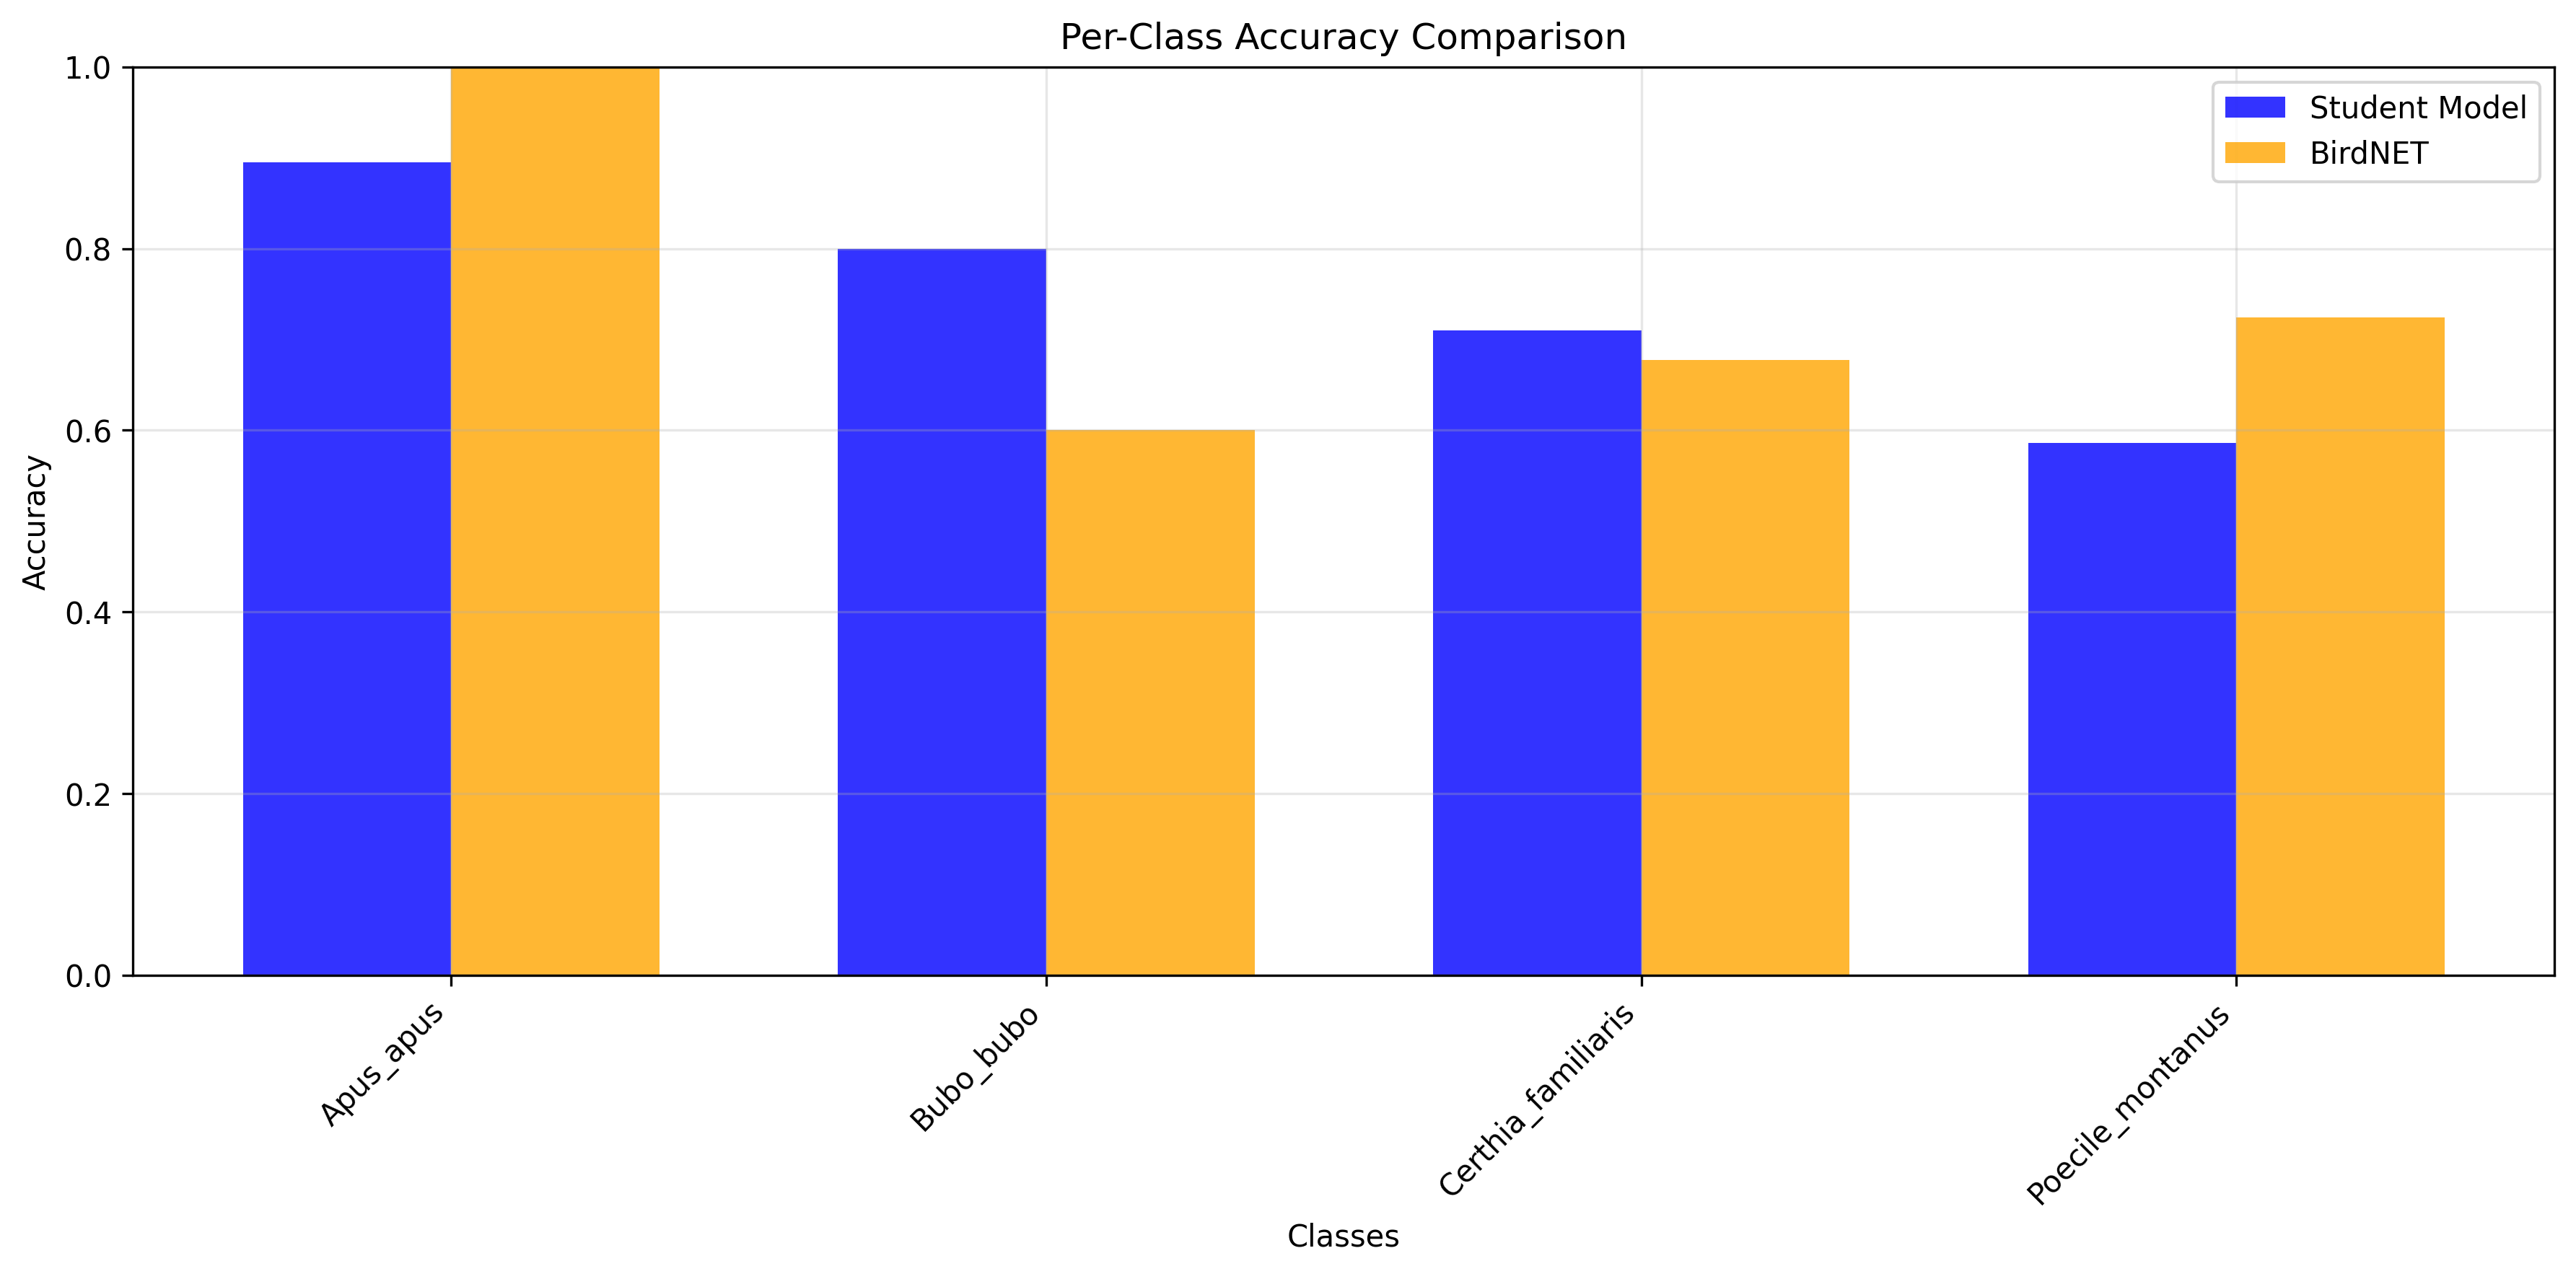 Per-Class Accuracy Comparison
1.0
0.8
0.6
0.4
0.2
0.0
Accuracy
Student Model
BirdNET
Apus_apus
Bubo_bubo
Certhia_familiaris
Poecile_montanus
Classes